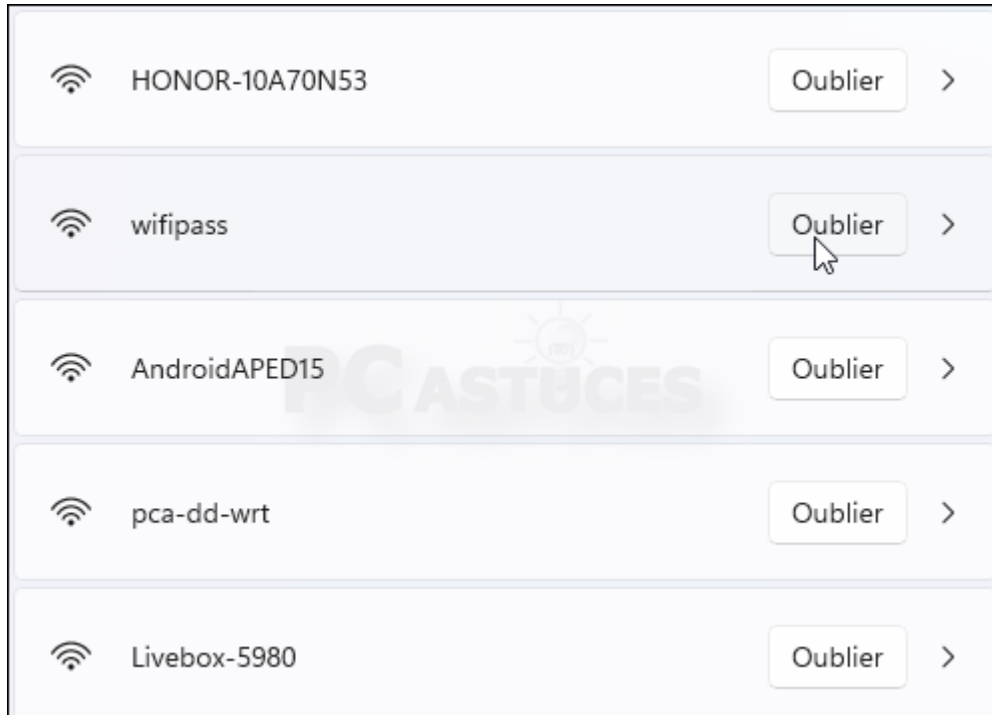 HONOR-10A70N53 Oublier
wifipass Oublier
AndroidAPED15 Oublier
PC ASTUCES
pca-dd-wrt Oublier
Livebox-5980 Oublier